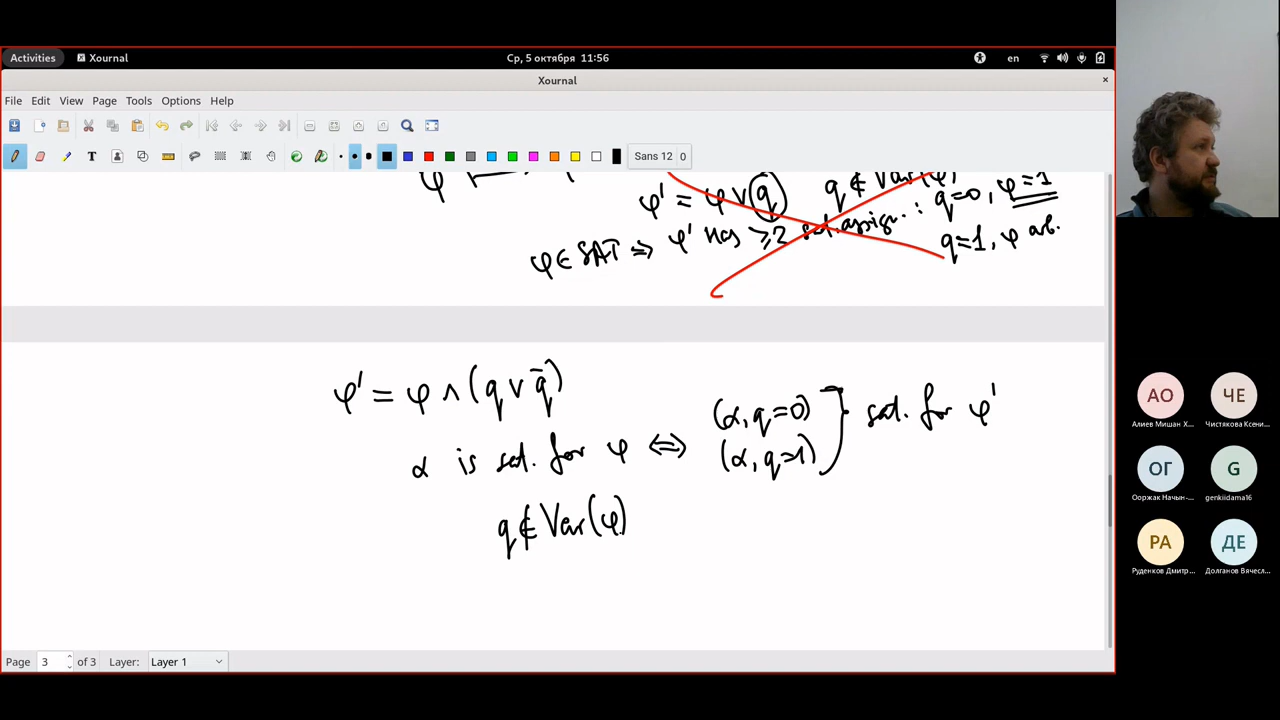 Activities Xournal Ср, 5 октября 11:56 en
Xournal ×
File Edit View Page Tools Options Help
Sans 12 0
φ
φ' = φ ∨ q q ∉ Var(φ)
φ ∈ SAT ⇒ φ' has ≥2 sat. assign.: q=0, φ=1
q=1, φ arb.
φ' = φ ∧ (q ∨ q̄)
α is sat. for φ ⇔ (α, q=0) (α, q=1) } sat. for φ'
q ∉ Var(φ)
Page 3 of 3 Layer: Layer 1
АО ЧЕ
Алиев Мишан Х... Чистякова Ксени...
ОГ G
Ооржак Начын-... genkiidama16
РА ДЕ
Руденков Дмитр... Долганов Вячесл...